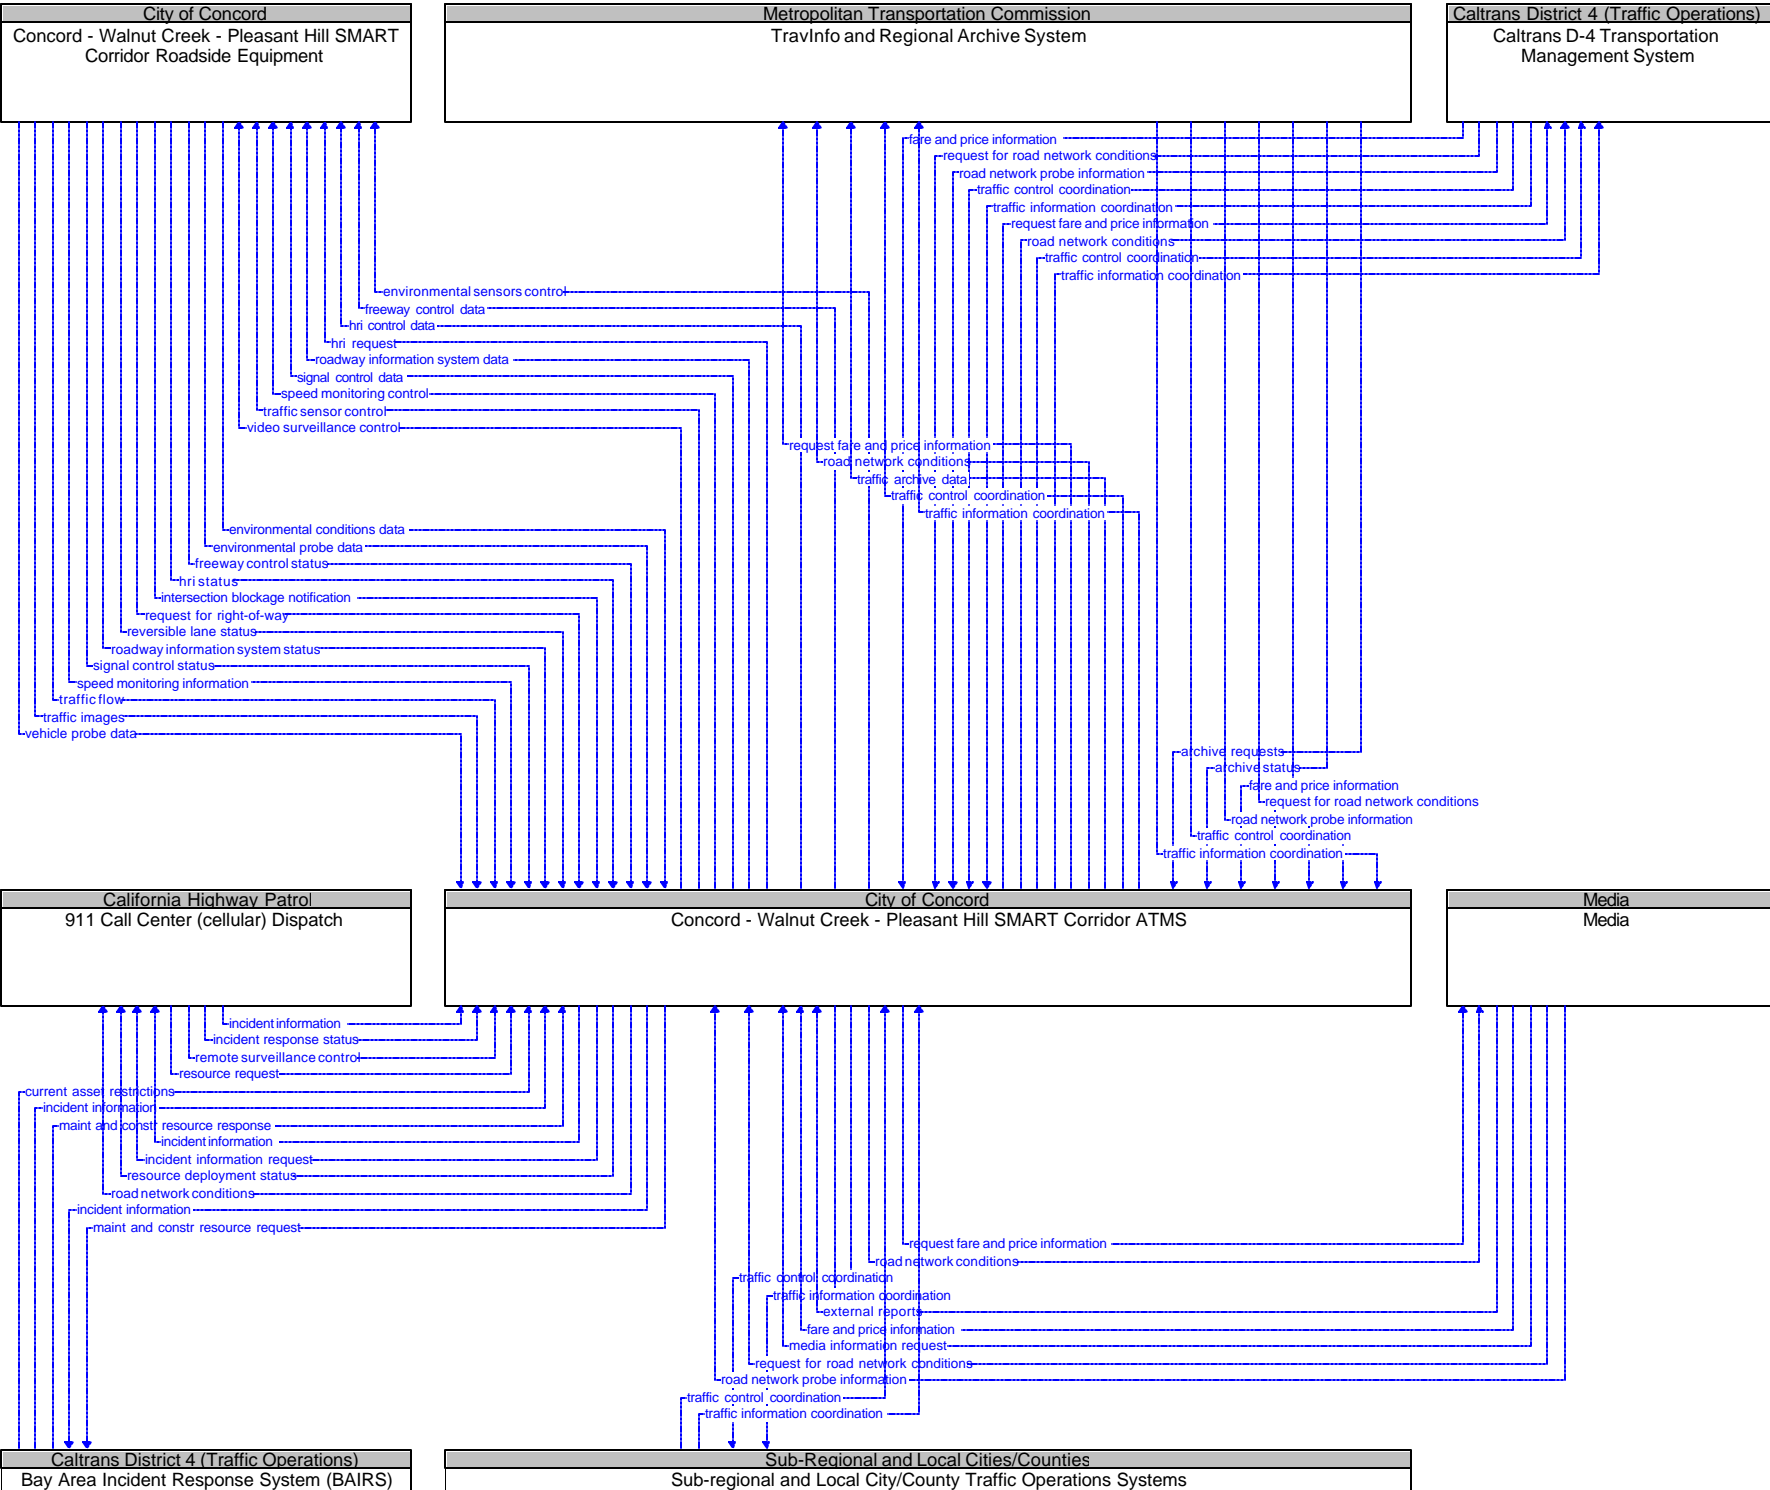 City of Concord
Concord - Walnut Creek - Pleasant Hill SMART
Corridor Roadside Equipment
Metropolitan Transportation Commission
TravInfo and Regional Archive System
Caltrans District 4 (Traffic Operations)
Caltrans D-4 Transportation
Management System
fare and price information
request for road network conditions
road network probe information
traffic control coordination
traffic information coordination
request fare and price information
road network conditions
traffic control coordination
traffic information coordination
environmental sensors control
freeway control data
hri control data
hri request
roadway information system data
signal control data
speed monitoring control
traffic sensor control
video surveillance control
request fare and price information
road network conditions
traffic archive data
traffic control coordination
traffic information coordination
environmental conditions data
environmental probe data
freeway control status
hri status
intersection blockage notification
request for right-of-way
reversible lane status
roadway information system status
signal control status
speed monitoring information
traffic flow
traffic images
vehicle probe data
archive requests
archive status
fare and price information
request for road network conditions
road network probe information
traffic control coordination
traffic information coordination
California Highway Patrol
911 Call Center (cellular) Dispatch
City of Concord
Concord - Walnut Creek - Pleasant Hill SMART Corridor ATMS
Media
Media
incident information
incident response status
remote surveillance control
resource request
current asset restrictions
incident information
maint and constr resource response
incident information
incident information request
resource deployment status
road network conditions
incident information
maint and constr resource request
request fare and price information
road network conditions
traffic control coordination
traffic information coordination
external reports
fare and price information
media information request
request for road network conditions
road network probe information
traffic control coordination
traffic information coordination
Caltrans District 4 (Traffic Operations)
Bay Area Incident Response System (BAIRS)
Sub-Regional and Local Cities/Counties
Sub-regional and Local City/County Traffic Operations Systems